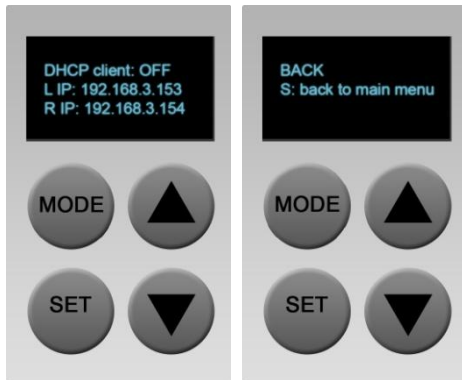 DHCP client: OFF
L IP: 192.168.3.153
R IP: 192.168.3.154
MODE
SET
BACK
S: back to main menu
MODE
SET